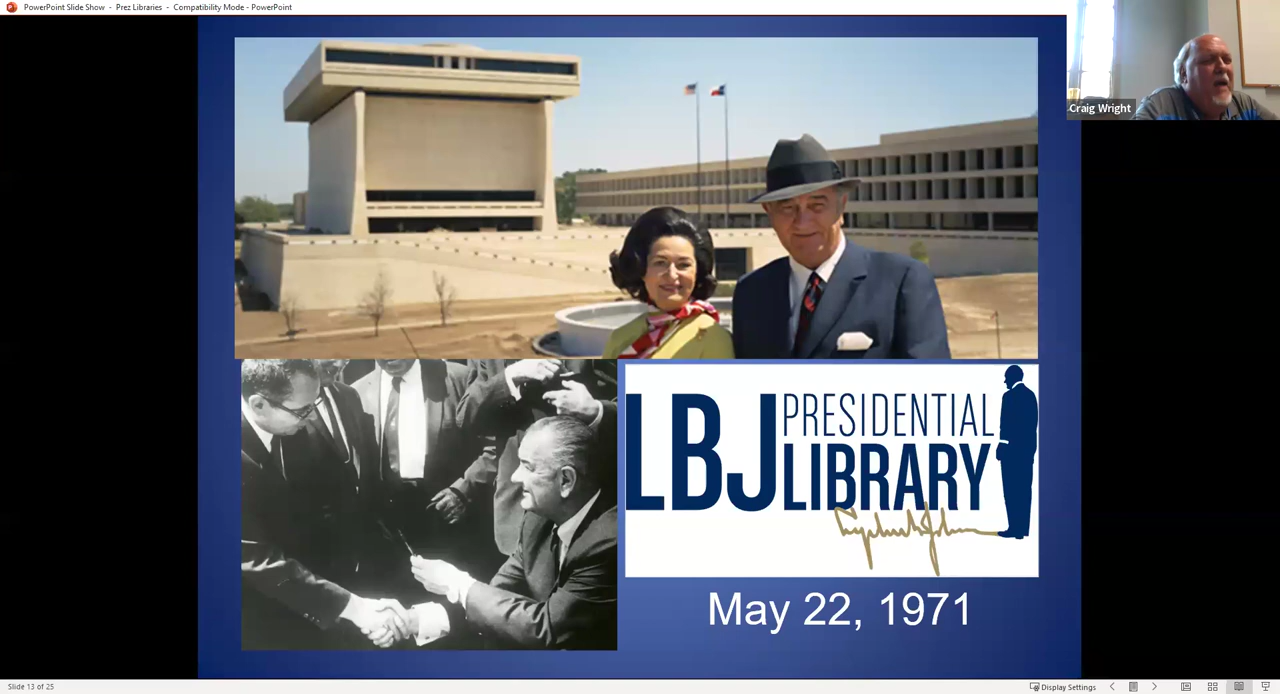 PowerPoint Slide Show - Prez Libraries - Compatibility Mode - PowerPoint
Craig Wright
LBJ PRESIDENTIAL
LIBRARY
May 22, 1971
Slide 13 of 25
Display Settings